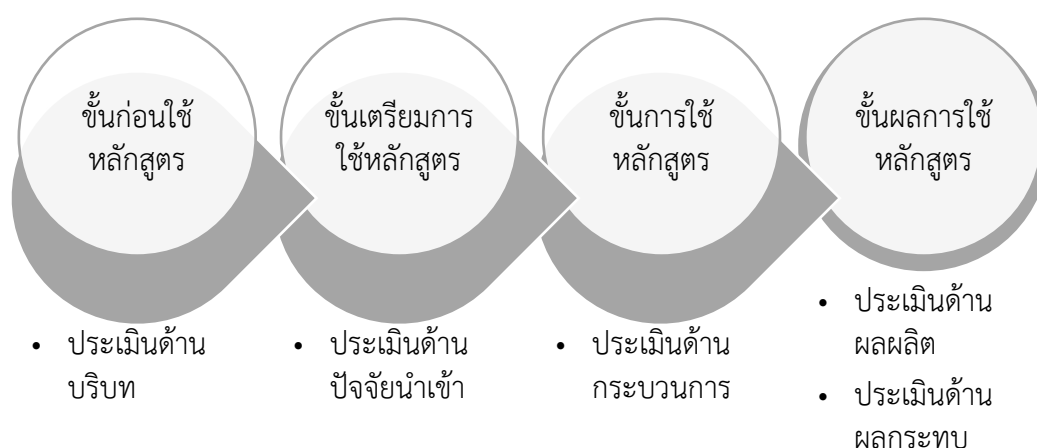 ขั้นก่อนใช้
หลักสูตร
ขั้นเตรียมการ
ใช้หลักสูตร
ขั้นการใช้
หลักสูตร
ขั้นผลการใช้
หลักสูตร
• ประเมินด้าน
บริบท
• ประเมินด้าน
ปัจจัยนำเข้า
• ประเมินด้าน
กระบวนการ
• ประเมินด้าน
ผลผลิต
• ประเมินด้าน
ผลกระทบ